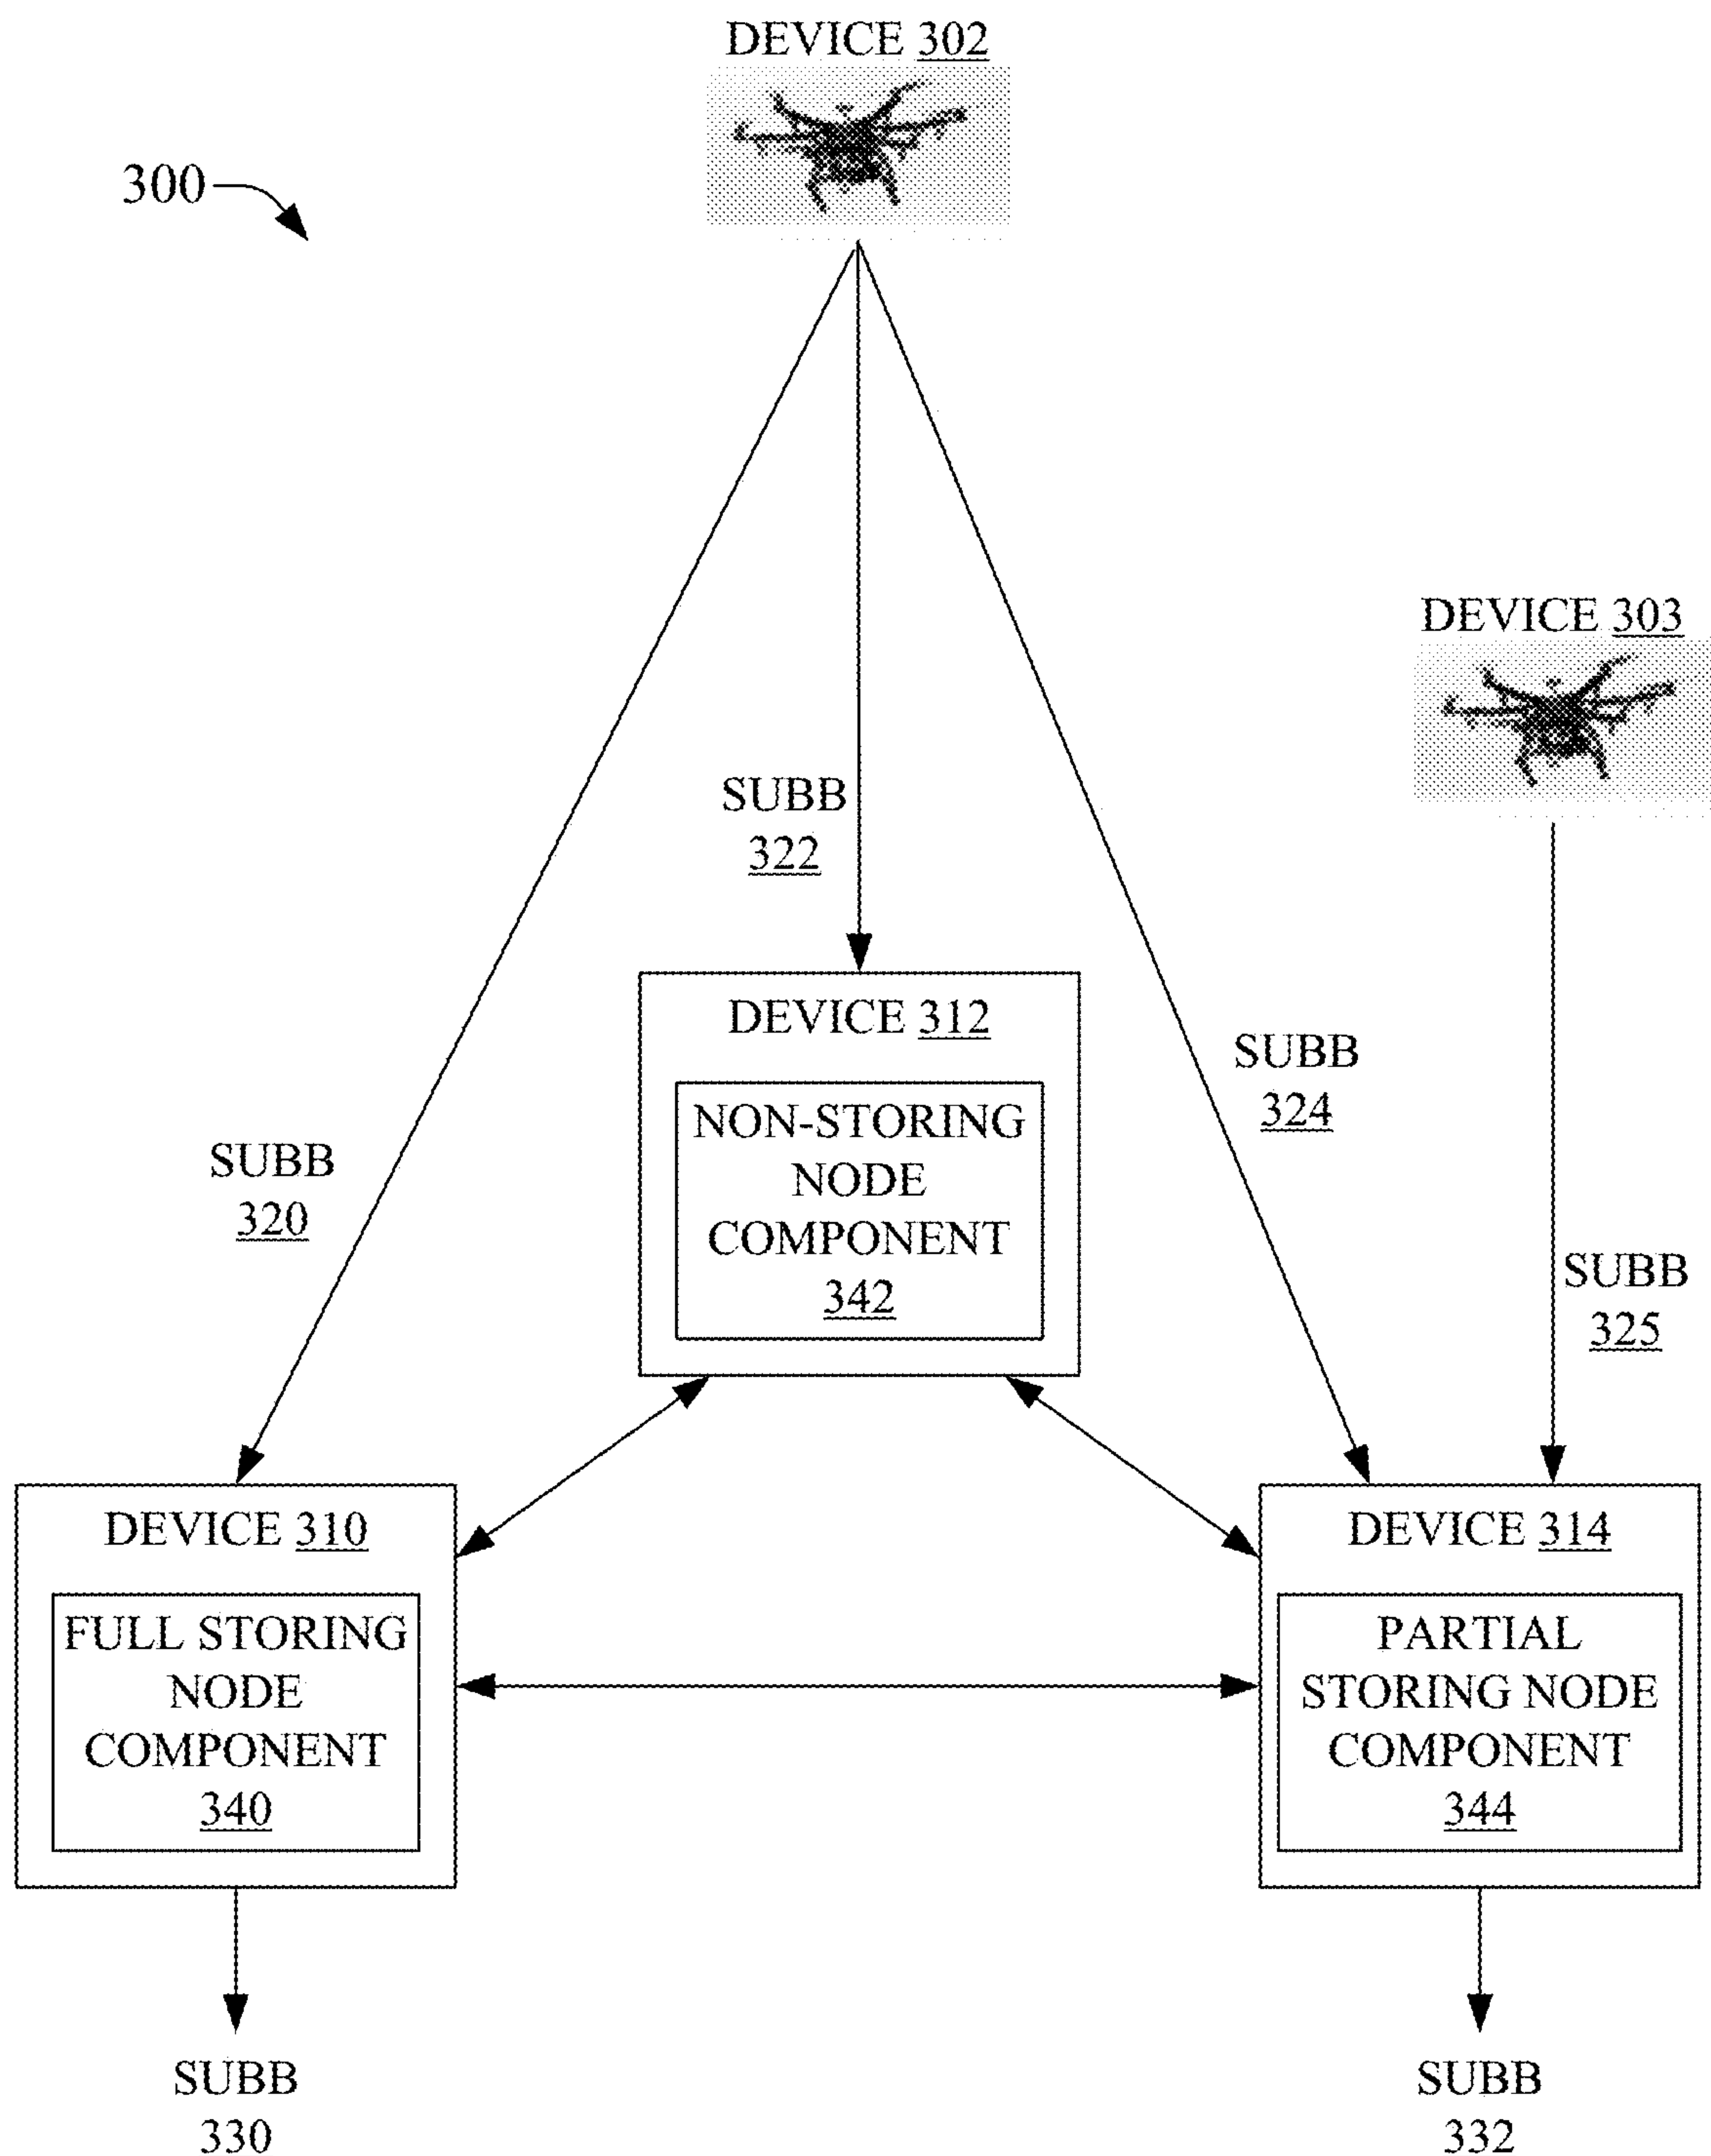 DEVICE 302
300
DEVICE 303
SUBB
322
DEVICE 312
NON-STORING
NODE
COMPONENT
342
SUBB
324
SUBB
320
SUBB
325
DEVICE 310
FULL STORING
NODE
COMPONENT
340
DEVICE 314
PARTIAL
STORING NODE
COMPONENT
344
SUBB
330
SUBB
332